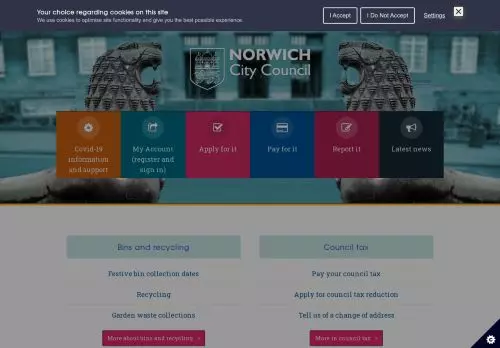 Your choice regarding cookies on this site
We use cookies to optimise site functionality and give you the best possible experience.
I Accept
I Do Not Accept
Settings
NORWICH
City Council
Covid-19
information
and support
My Account
(register and
sign in)
Apply for it
Pay for it
Report it
Latest news
Bins and recycling
Festive bin collection dates
Recycling
Garden waste collections
More about bins and recycling
Council tax
Pay your council tax
Apply for council tax reduction
Tell us of a change of address
More in council tax